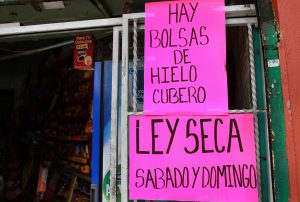 HAY
BOLSAS
DE
HIELO
CUBERO
LEY SECA
SABADO Y DOMINGO